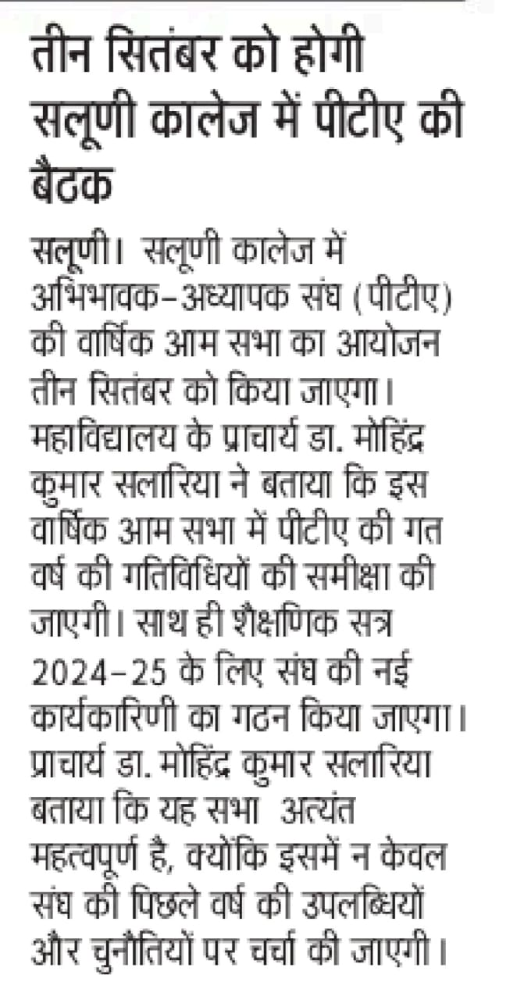 तीन सितंबर को होगी
सलूणी कालेज में पीटीए की
बैठक
सलूणी। सलूणी कालेज में
अभिभावक-अध्यापक संघ (पीटीए)
की वार्षिक आम सभा का आयोजन
तीन सितंबर को किया जाएगा।
महाविद्यालय के प्राचार्य डा. मोहिंद्र
कुमार सलारिया ने बताया कि इस
वार्षिक आम सभा में पीटीए की गत
वर्ष की गतिविधियों की समीक्षा की
जाएगी। साथ ही शैक्षणिक सत्र
2024-25 के लिए संघ की नई
कार्यकारिणी का गठन किया जाएगा।
प्राचार्य डा. मोहिंद्र कुमार सलारिया
बताया कि यह सभा अत्यंत
महत्वपूर्ण है, क्योंकि इसमें न केवल
संघ की पिछले वर्ष की उपलब्धियों
और चुनौतियों पर चर्चा की जाएगी।